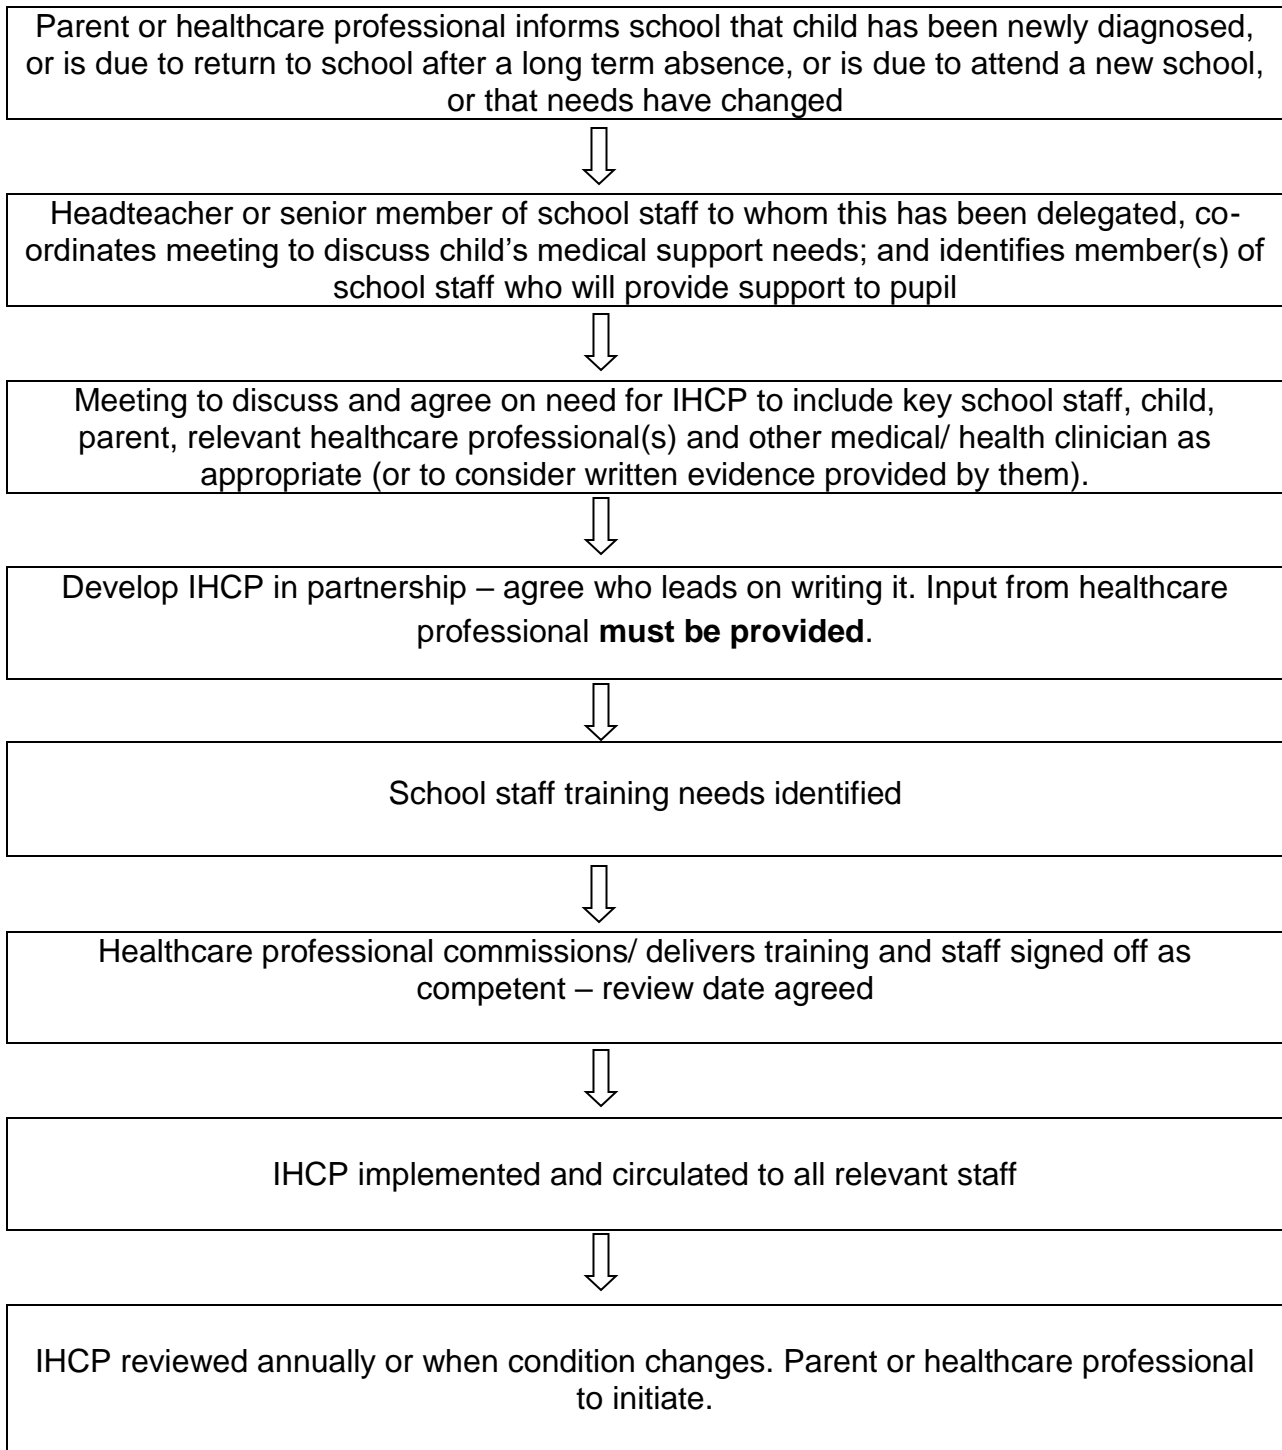 Parent or healthcare professional informs school that child has been newly diagnosed,
or is due to return to school after a long term absence, or is due to attend a new school,
or that needs have changed
Headteacher or senior member of school staff to whom this has been delegated, co-
ordinates meeting to discuss child’s medical support needs; and identifies member(s) of
school staff who will provide support to pupil
Meeting to discuss and agree on need for IHCP to include key school staff, child,
parent, relevant healthcare professional(s) and other medical/ health clinician as
appropriate (or to consider written evidence provided by them).
Develop IHCP in partnership – agree who leads on writing it. Input from healthcare
professional must be provided.
School staff training needs identified
Healthcare professional commissions/ delivers training and staff signed off as
competent – review date agreed
IHCP implemented and circulated to all relevant staff
IHCP reviewed annually or when condition changes. Parent or healthcare professional
to initiate.